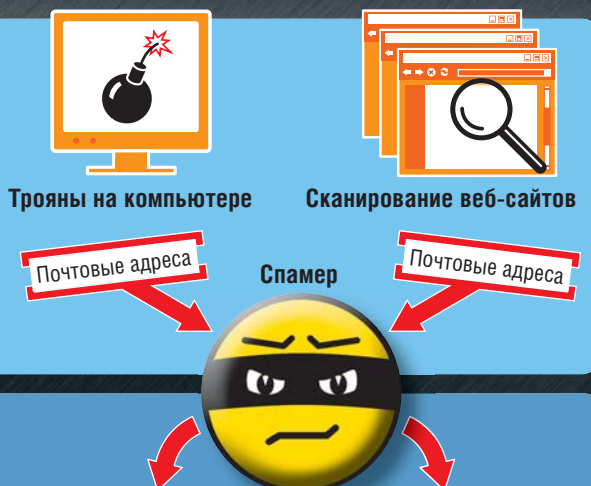 Трояны на компьютере
Сканирование веб-сайтов
Почтовые адреса
Спамер
Почтовые адреса